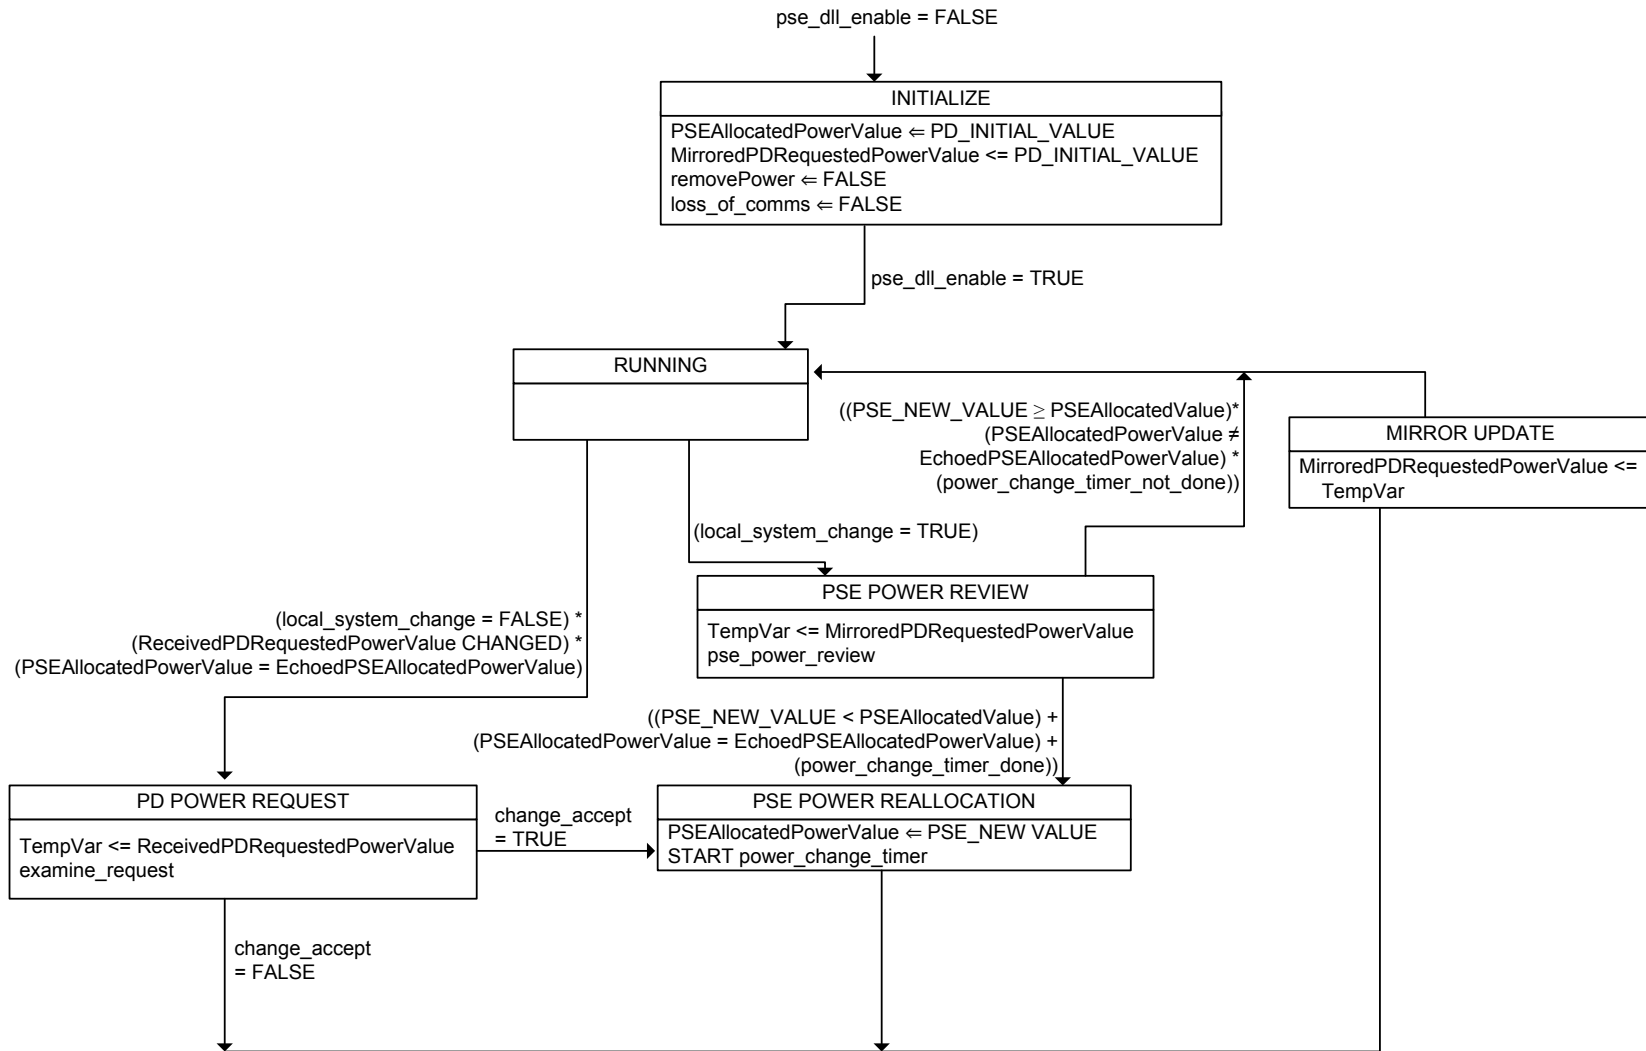 pse_dll_enable = FALSE
INITIALIZE
PSEAllocatedPowerValue ⇐ PD_INITIAL_VALUE
MirroredPDRequestedPowerValue <= PD_INITIAL_VALUE
removePower ⇐ FALSE
loss_of_comms ⇐ FALSE
pse_dll_enable = TRUE
RUNNING
((PSE_NEW_VALUE ≥ PSEAllocatedValue)*
(PSEAllocatedPowerValue ≠
EchoedPSEAllocatedPowerValue) *
(power_change_timer_not_done))
MIRROR UPDATE
MirroredPDRequestedPowerValue <=
TempVar
(local_system_change = TRUE)
PSE POWER REVIEW
TempVar <= MirroredPDRequestedPowerValue
pse_power_review
(local_system_change = FALSE) *
(ReceivedPDRequestedPowerValue CHANGED) *
(PSEAllocatedPowerValue = EchoedPSEAllocatedPowerValue)
((PSE_NEW_VALUE < PSEAllocatedValue) +
(PSEAllocatedPowerValue = EchoedPSEAllocatedPowerValue) +
(power_change_timer_done))
PD POWER REQUEST
TempVar <= ReceivedPDRequestedPowerValue
examine_request
change_accept
= TRUE
PSE POWER REALLOCATION
PSEAllocatedPowerValue ⇐ PSE_NEW VALUE
START power_change_timer
change_accept
= FALSE